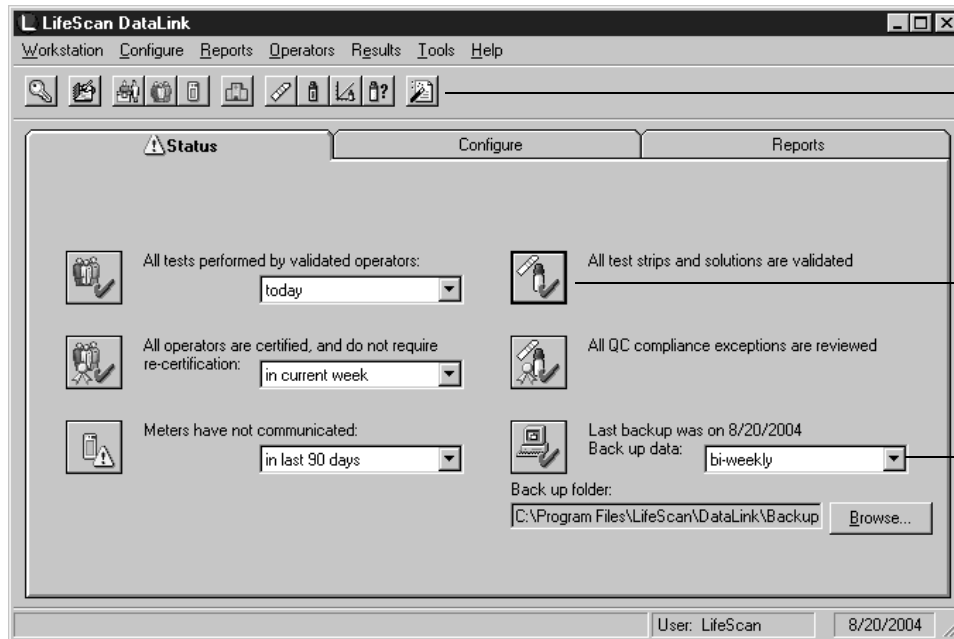 LifeScan DataLink
Workstation Configure Reports Operators Results Tools Help
Status Configure Reports
All tests performed by validated operators:
today
All test strips and solutions are validated
All operators are certified, and do not require
re-certification:
in current week
All QC compliance exceptions are reviewed
Meters have not communicated:
in last 90 days
Last backup was on 8/20/2004
Back up data:
bi-weekly
Back up folder:
C:\Program Files\LifeScan\DataLink\Backup
Browse...
User: LifeScan
8/20/2004